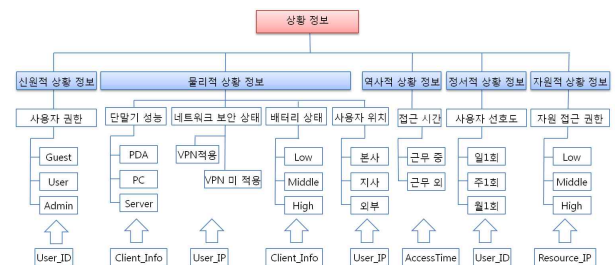 상황 정보
신원적 상황 정보 물리적 상황 정보 역사적 상황 정보 정서적 상황 정보 자원적 상황 정보
사용자 권한 단말기 성능 네트워크 보안 상태 배터리 상태 사용자 위치 접근 시간 사용자 선호도 자원 접근 권한
Guest PDA VPN적용 Low 본사 근무 중 일1회 Low
User PC VPN 미 적용 Middle 지사 근무 외 주1회 Middle
Admin Server High 외부 월1회 High
User_ID Client_Info User_IP Client_Info User_IP AccessTime User_ID Resource_IP